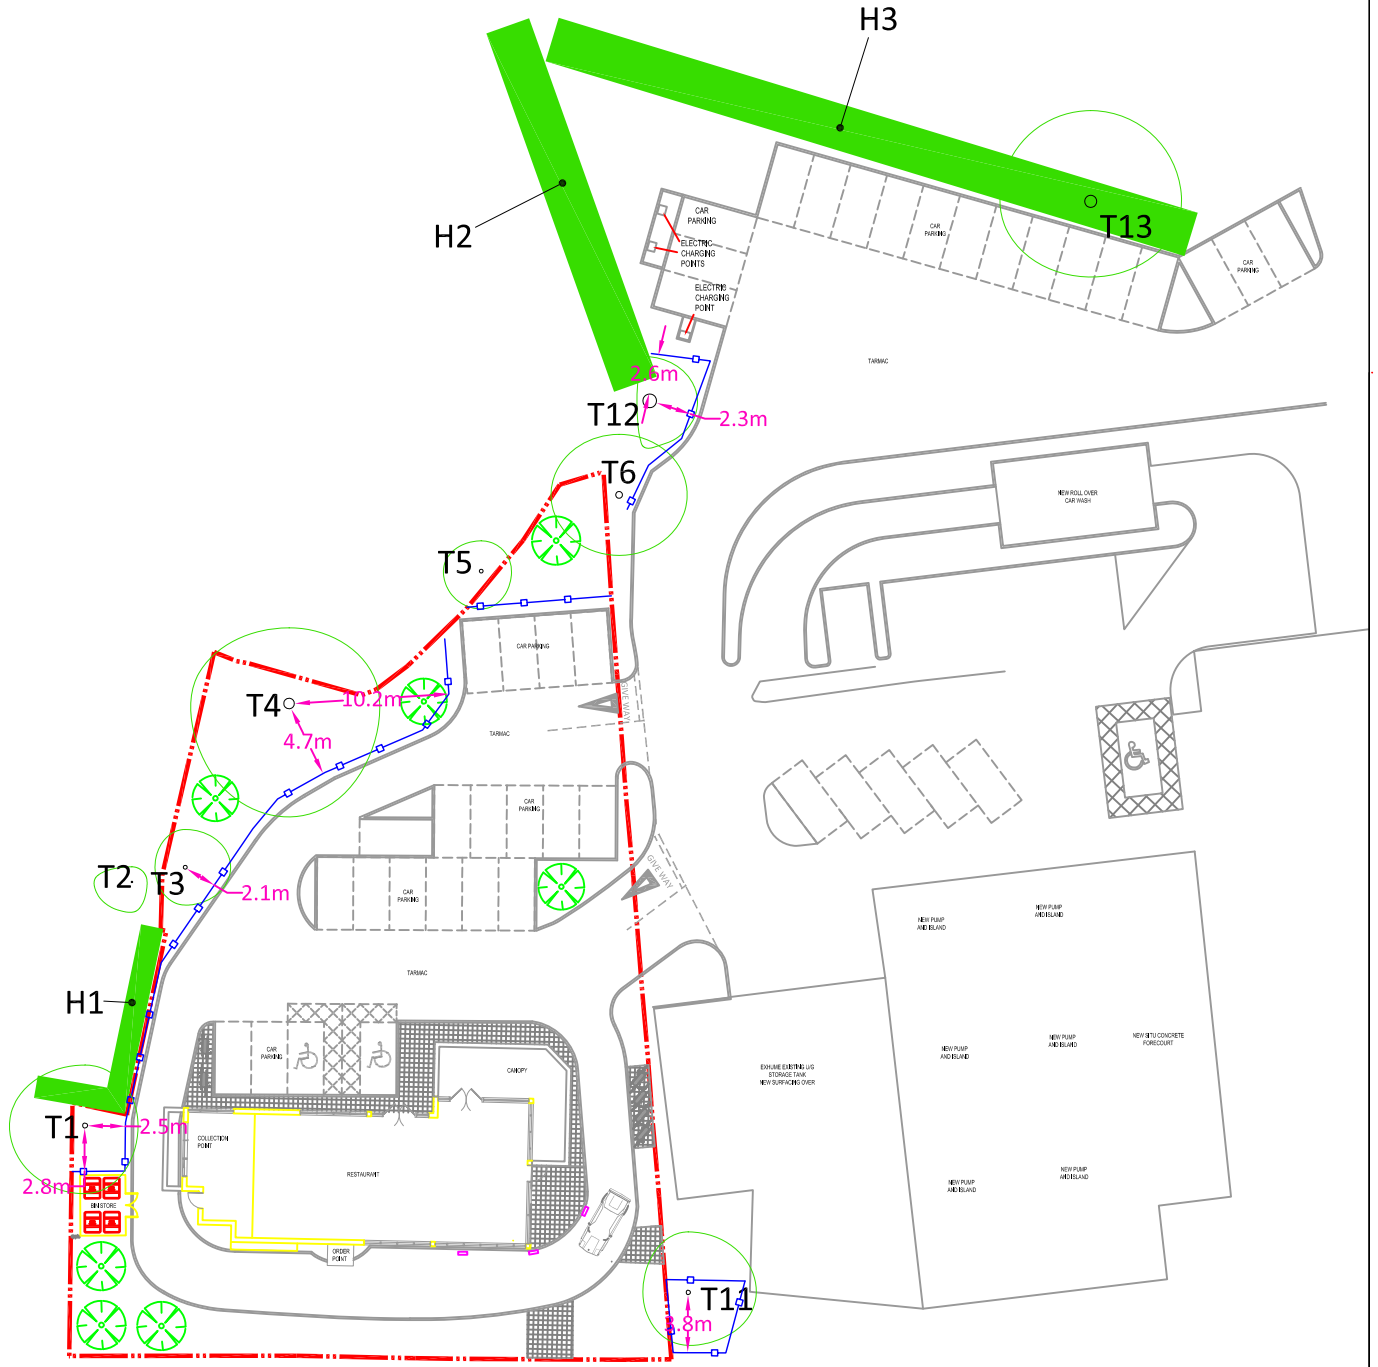 H3
H2
T13
CAR
PARKING
ELECTRIC
CHARGING
POINTS
ELECTRIC
CHARGING
POINT
CAR
PARKING
CAR
PARKING
TARMAC
2.6m
T12
2.3m
T6
NEW ROLL OVER
CAR WASH
T5
CAR PARKING
GIVE WAY
T4
10.2m
4.7m
TARMAC
CAR
PARKING
GIVE WAY
T2
T3
2.1m
CAR
PARKING
NEW PUMP
AND ISLAND
NEW PUMP
AND ISLAND
TARMAC
H1
CAR
PARKING
CANOPY
EXHUME EXISTING U/G
STORAGE TANK
NEW SURFACING OVER
NEW PUMP
AND ISLAND
NEW PUMP
AND ISLAND
NEW SITU CONCRETE
FORECOURT
T1
2.5m
COLLECTION
POINT
RESTAURANT
2.8m
BIN STORE
NEW PUMP
AND ISLAND
NEW PUMP
AND ISLAND
ORDER
POINT
T11
3.8m